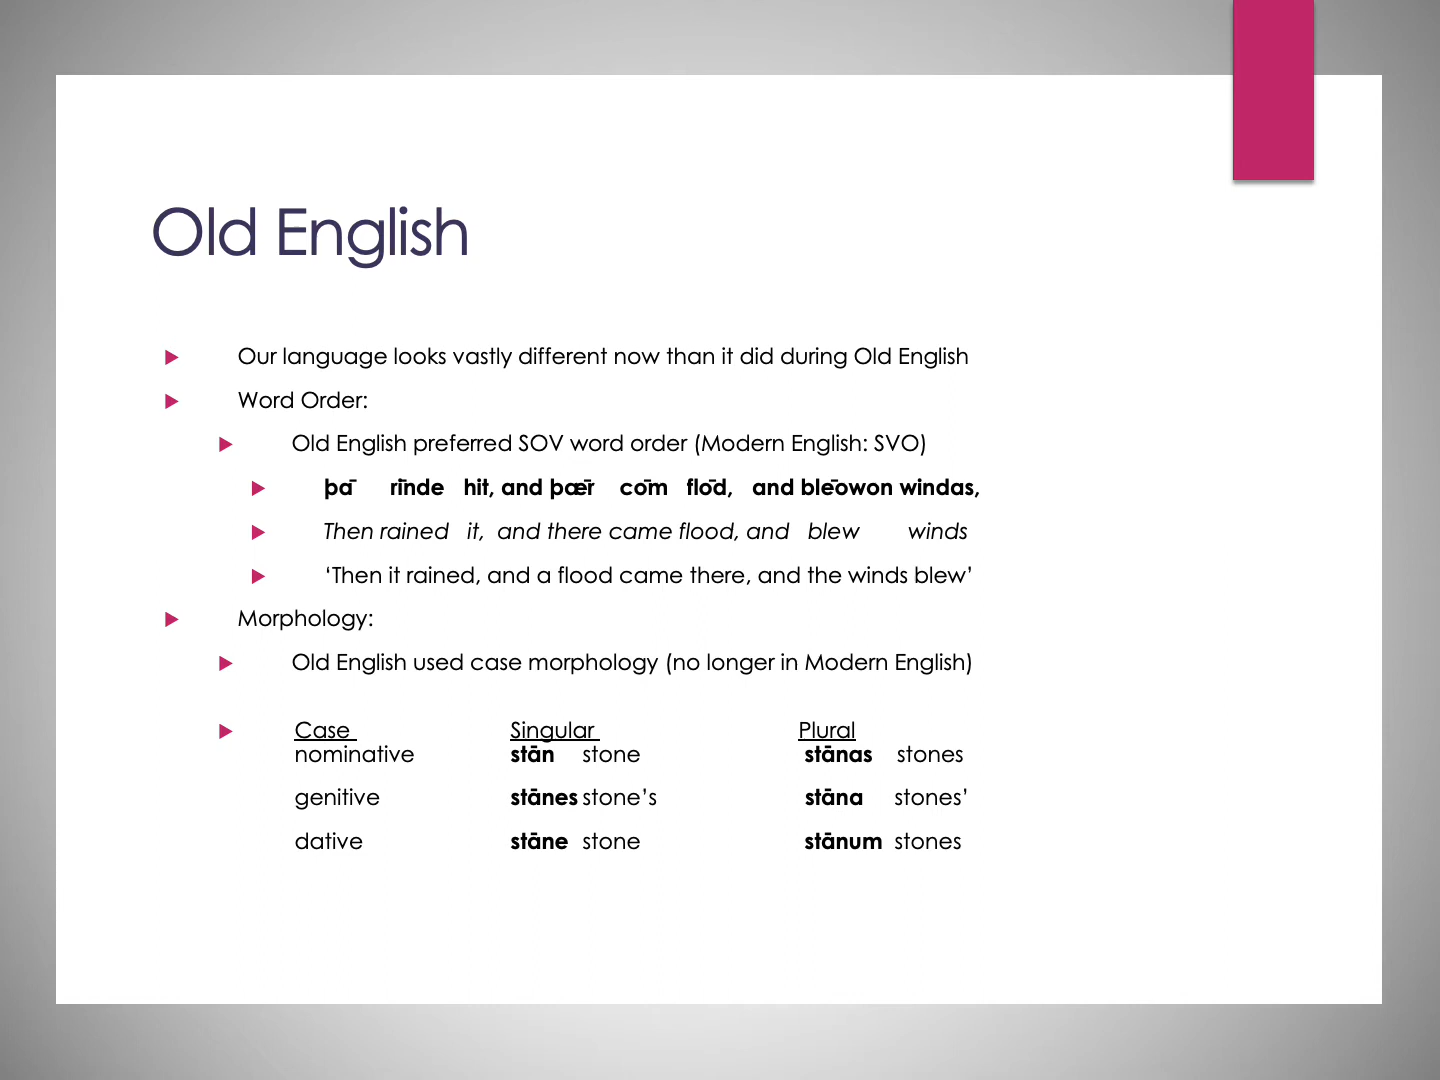 Old English
Our language looks vastly different now than it did during Old English
Word Order:
Old English preferred SOV word order (Modern English: SVO)
þā rīnde hit, and þǣr cōm flōd, and blēowon windas,
Then rained it, and there came flood, and blew winds
‘Then it rained, and a flood came there, and the winds blew’
Morphology:
Old English used case morphology (no longer in Modern English)
Case Singular Plural
nominative stān stone stānas stones
genitive stānes stone’s stāna stones’
dative stāne stone stānum stones